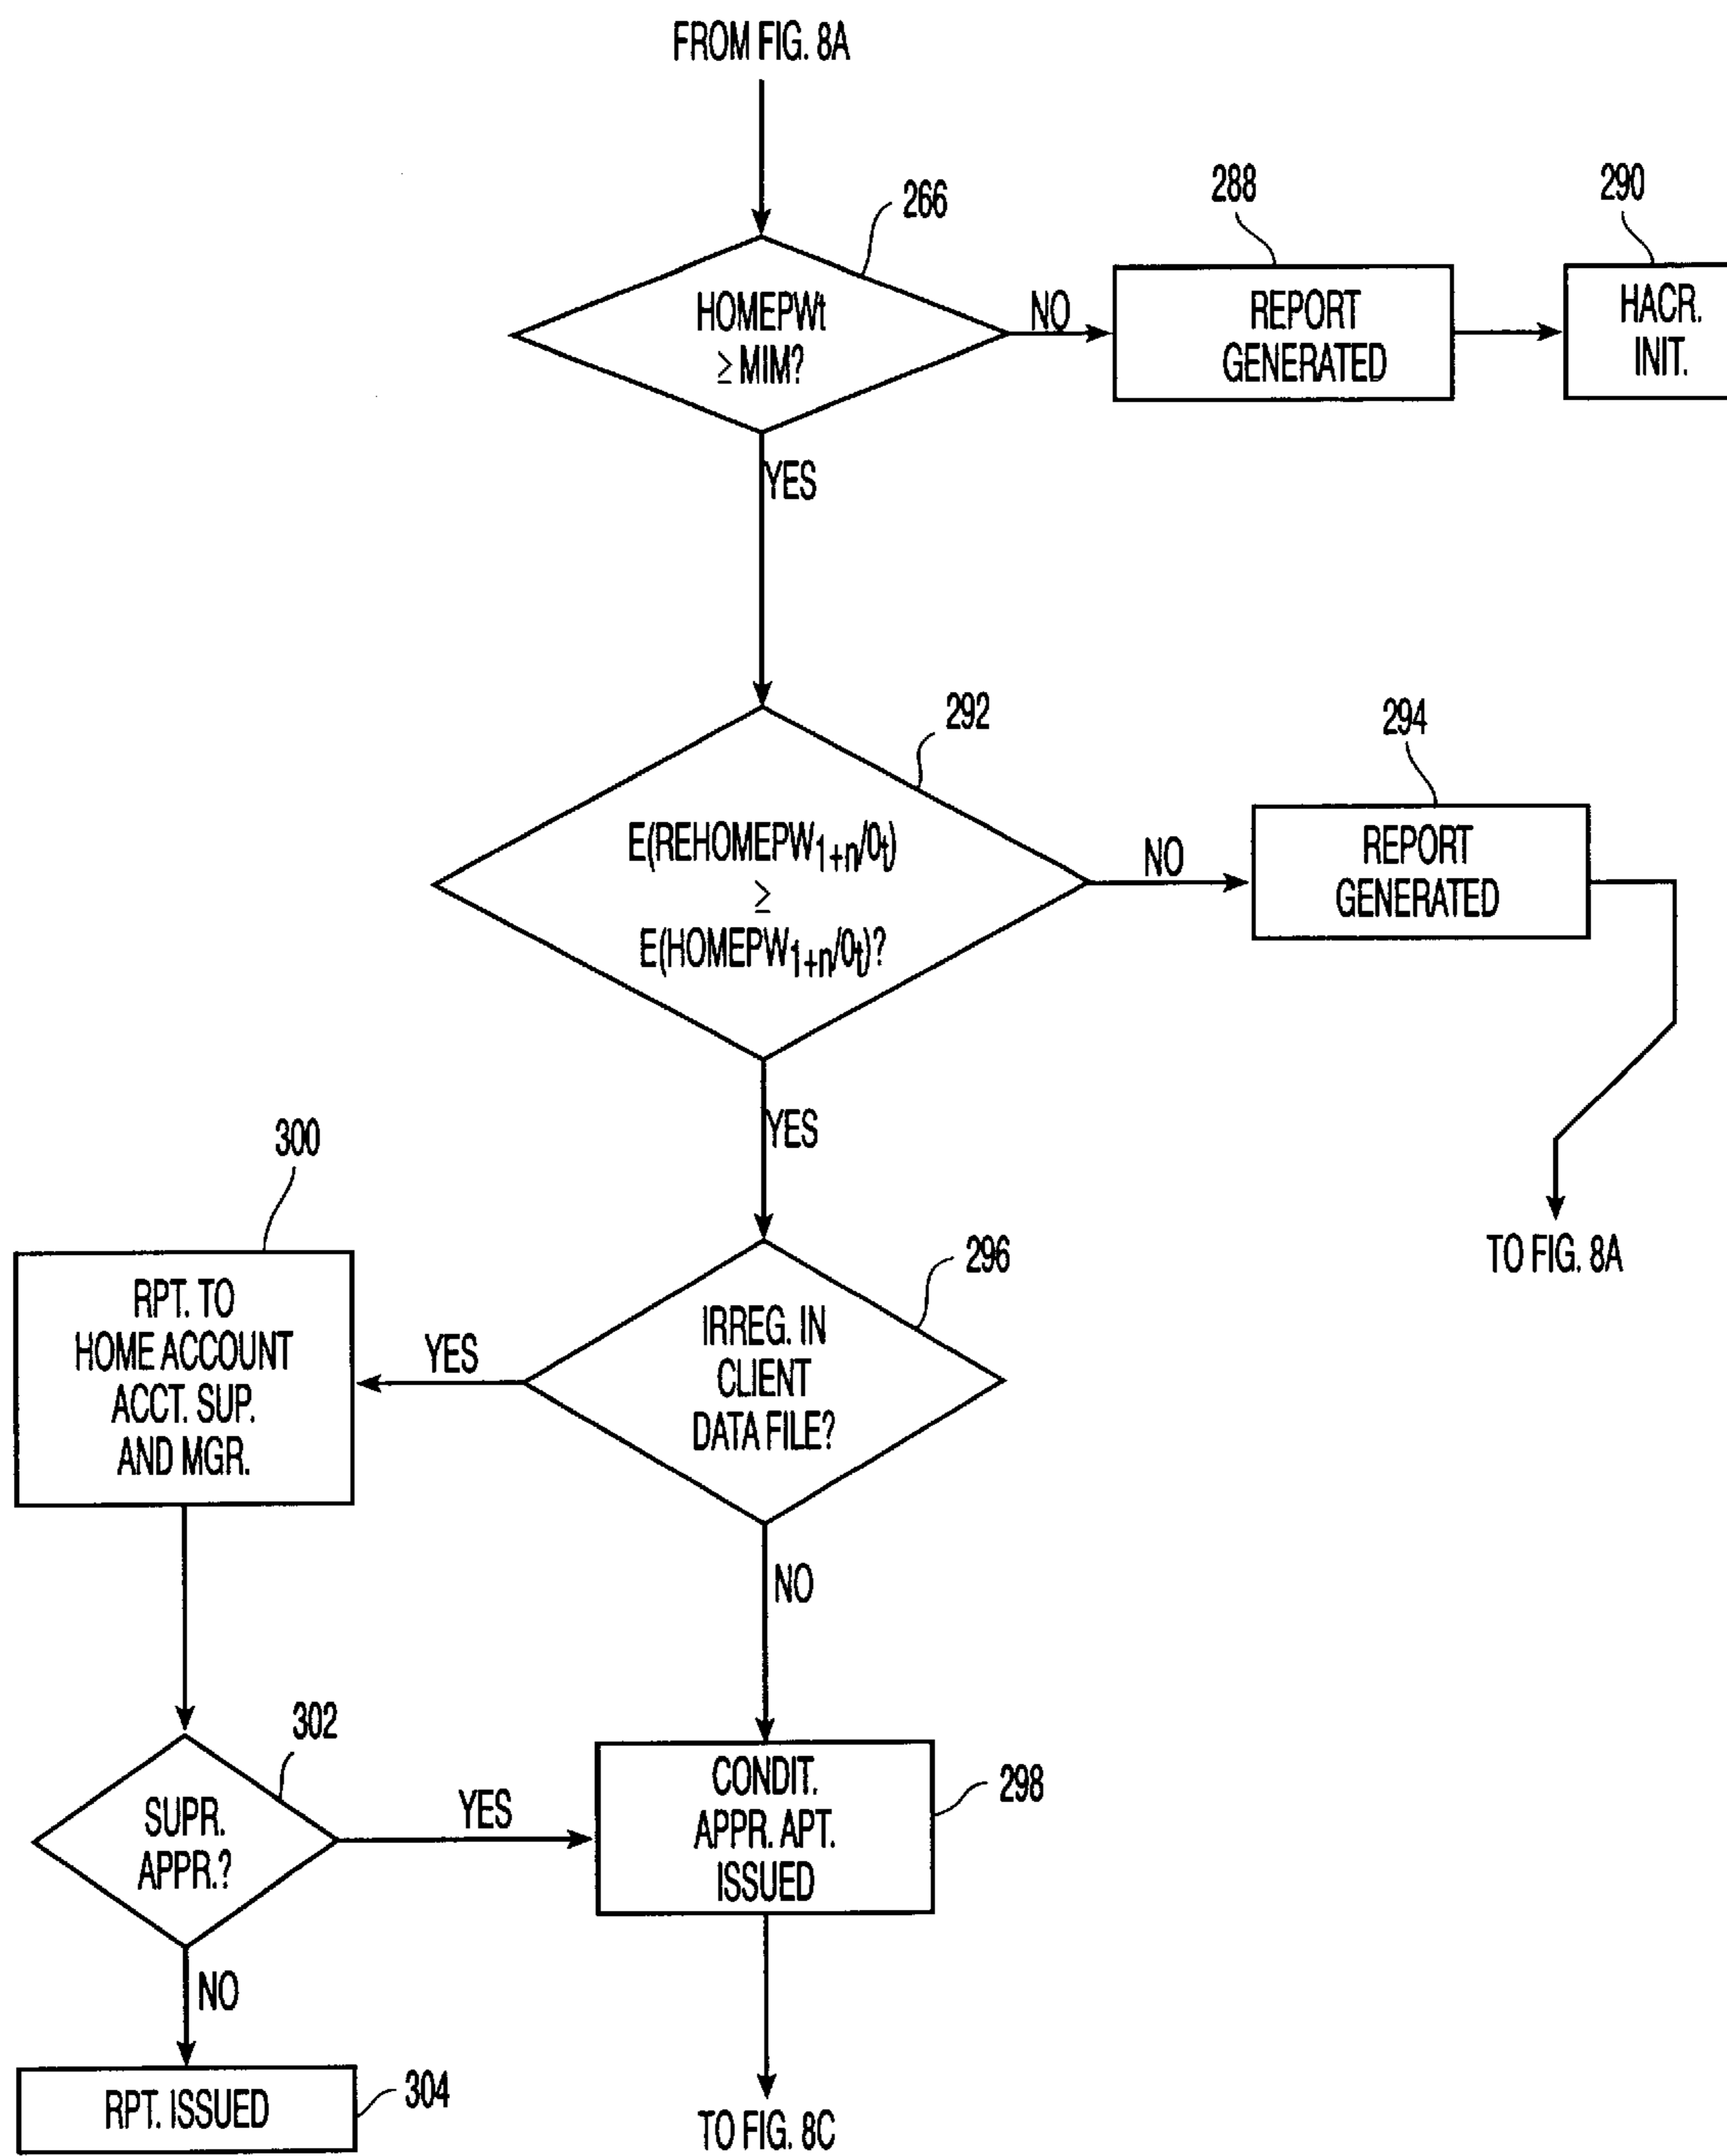 FROM FIG. 8A
266
288
290
HOMEPWt
≥ MIM?
NO
REPORT
GENERATED
HACR.
INIT.
YES
292
294
E(REHOMEPW1+n/0t)
≥
E(HOMEPW1+n/0t)?
NO
REPORT
GENERATED
YES
TO FIG. 8A
300
296
RPT. TO
HOME ACCOUNT
ACCT. SUP.
AND MGR.
YES
IRREG. IN
CLIENT
DATA FILE?
NO
302
SUPR.
APPR.?
YES
CONDIT.
APPR. APT.
ISSUED
298
NO
RPT. ISSUED
304
TO FIG. 8C